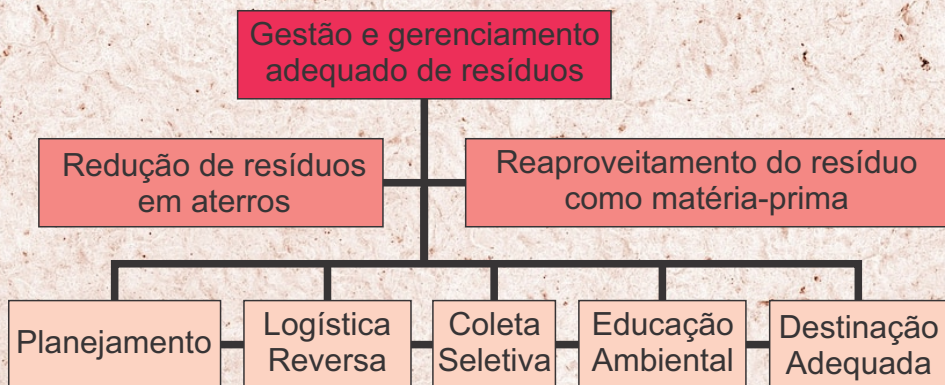 Gestão e gerenciamento
adequado de resíduos
Redução de resíduos
em aterros
Reaproveitamento do resíduo
como matéria-prima
Planejamento
Logística
Reversa
Coleta
Seletiva
Educação
Ambiental
Destinação
Adequada